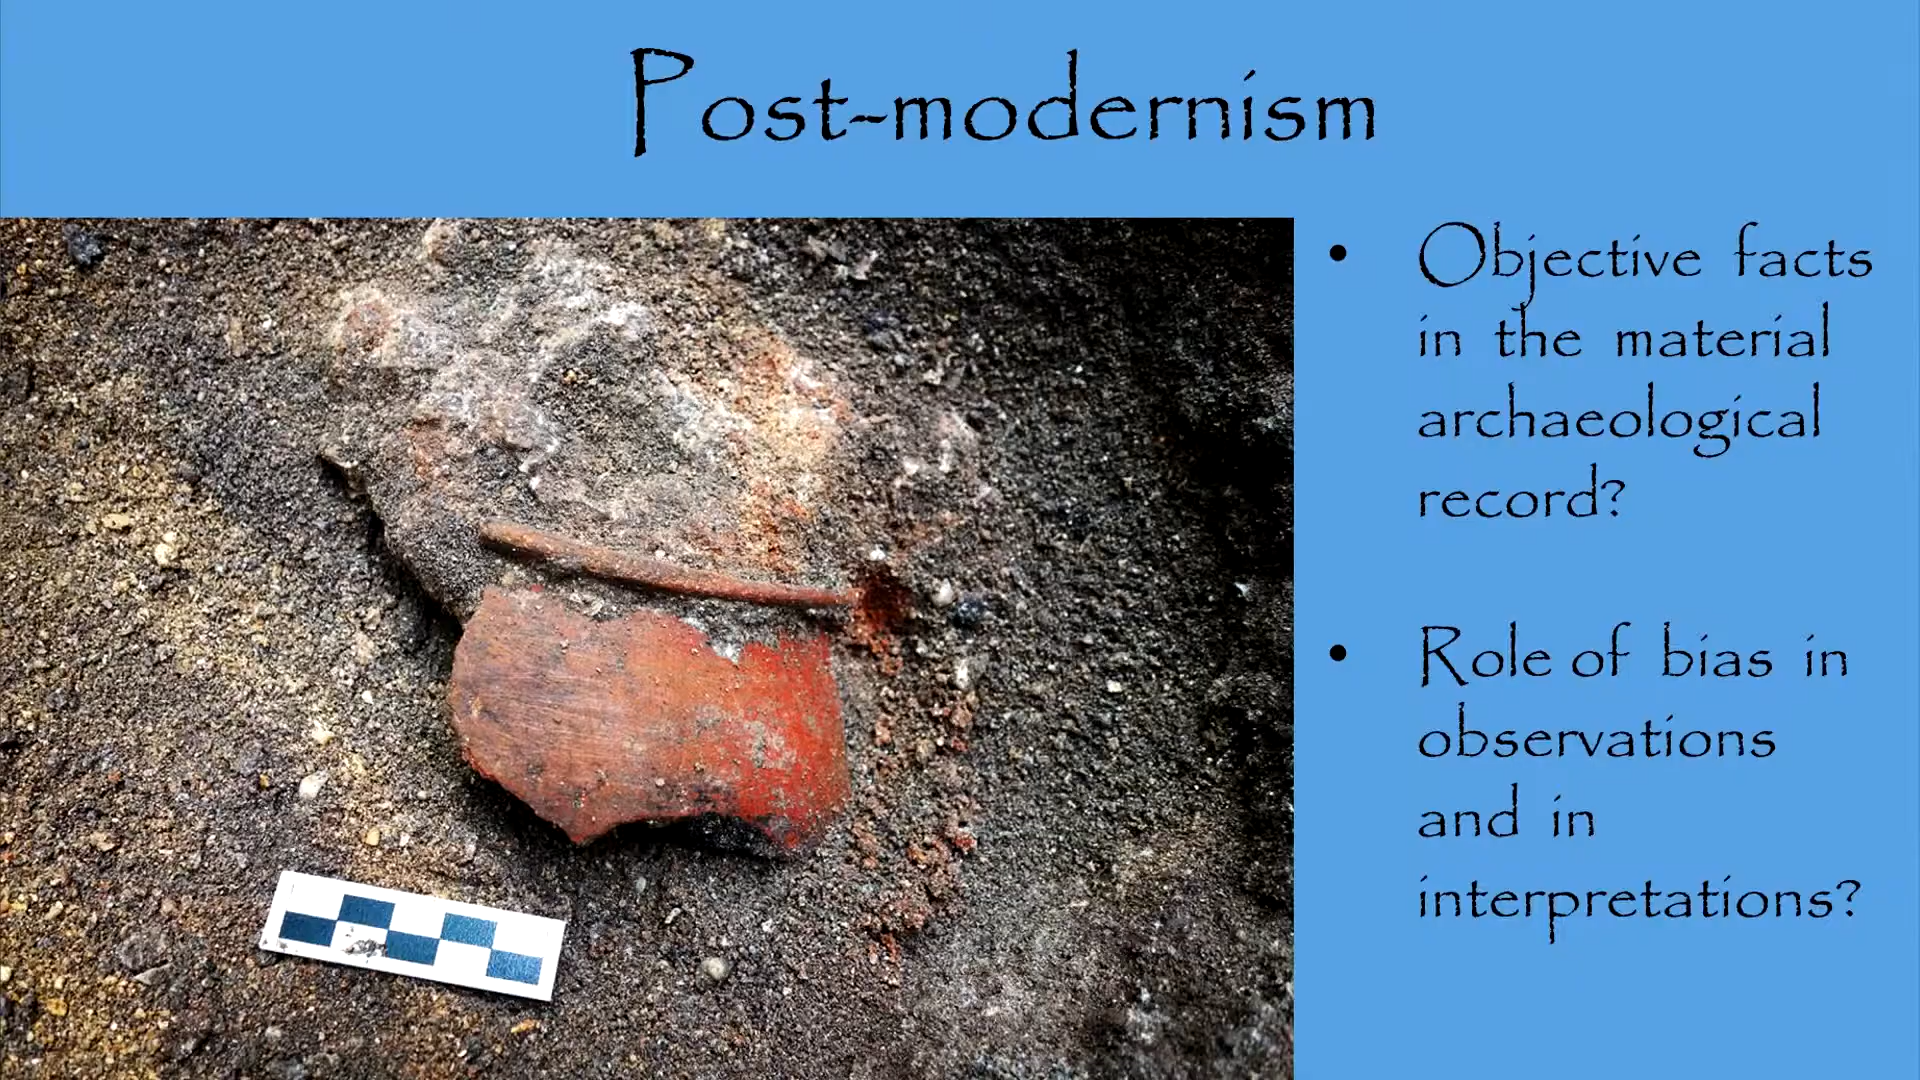 Post-modernism
• Objective facts
in the material
archaeological
record?
• Role of bias in
observations
and in
interpretations?